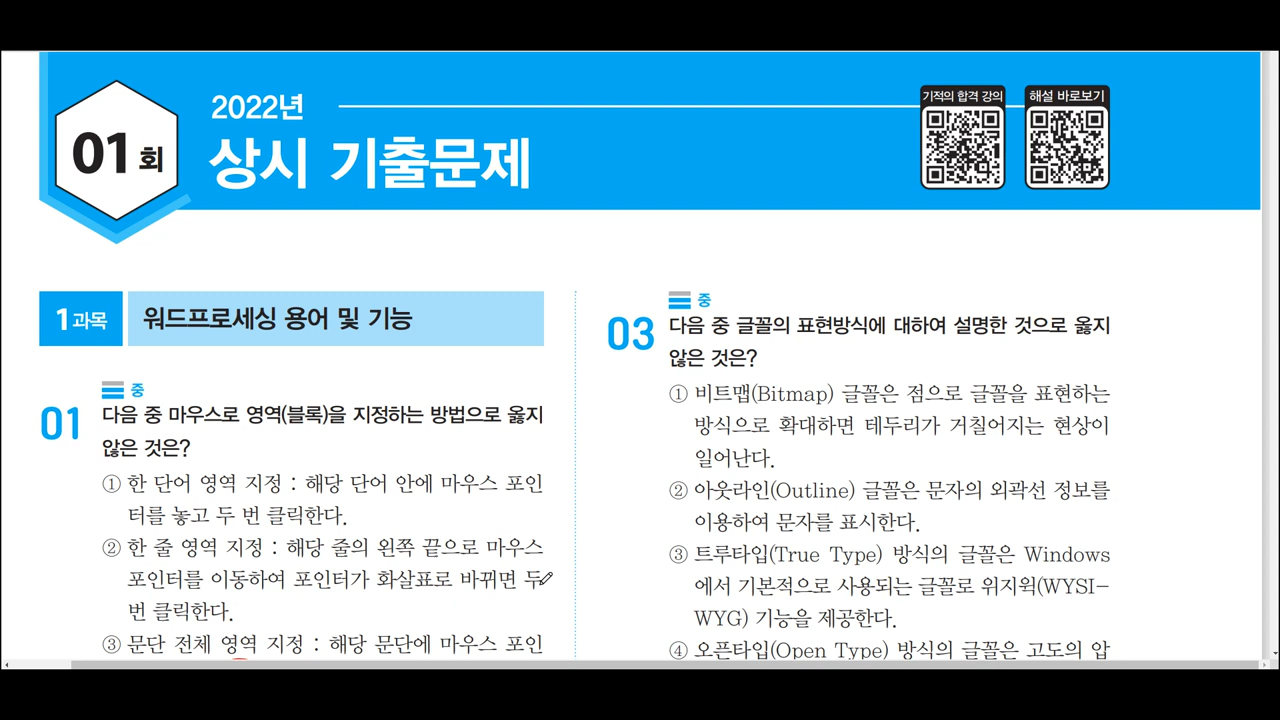 01 회
2022년
상시 기출문제
기적의 합격 강의
해설 바로보기
1과목 워드프로세싱 용어 및 기능
중
01 다음 중 마우스로 영역(블록)을 지정하는 방법으로 옳지
않은 것은?
① 한 단어 영역 지정 : 해당 단어 안에 마우스 포인
터를 놓고 두 번 클릭한다.
② 한 줄 영역 지정 : 해당 줄의 왼쪽 끝으로 마우스
포인터를 이동하여 포인터가 화살표로 바뀌면 두
번 클릭한다.
③ 문단 전체 영역 지정 : 해당 문단에 마우스 포인
중
03 다음 중 글꼴의 표현방식에 대하여 설명한 것으로 옳지
않은 것은?
① 비트맵(Bitmap) 글꼴은 점으로 글꼴을 표현하는
방식으로 확대하면 테두리가 거칠어지는 현상이
일어난다.
② 아웃라인(Outline) 글꼴은 문자의 외곽선 정보를
이용하여 문자를 표시한다.
③ 트루타입(True Type) 방식의 글꼴은 Windows
에서 기본적으로 사용되는 글꼴로 위지윅(WYSI-
WYG) 기능을 제공한다.
④ 오픈타입(Open Type) 방식의 글꼴은 고도의 압